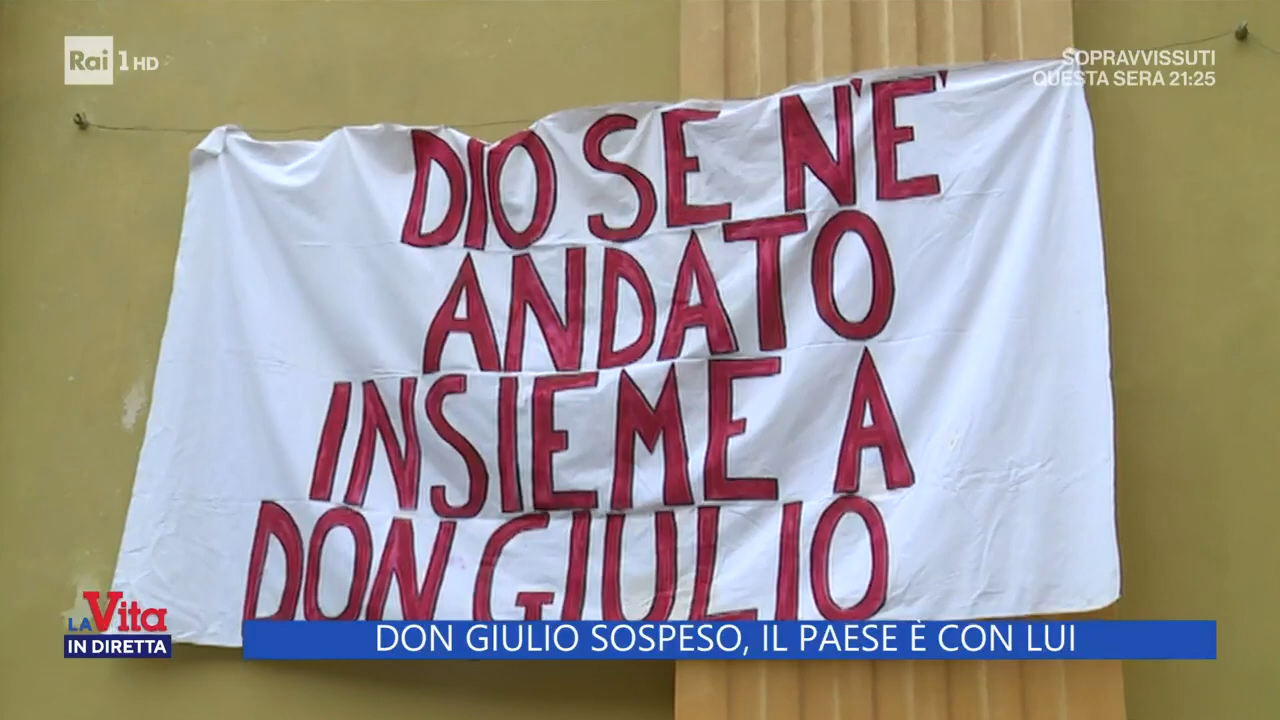 Rai 1 HD
SOPRAVVISSUTI
QUESTA SERA 21:25
DIO SE N'E'
ANDATO
INSIEME A
DON GIULIO
LA Vita
IN DIRETTA
DON GIULIO SOSPESO, IL PAESE È CON LUI